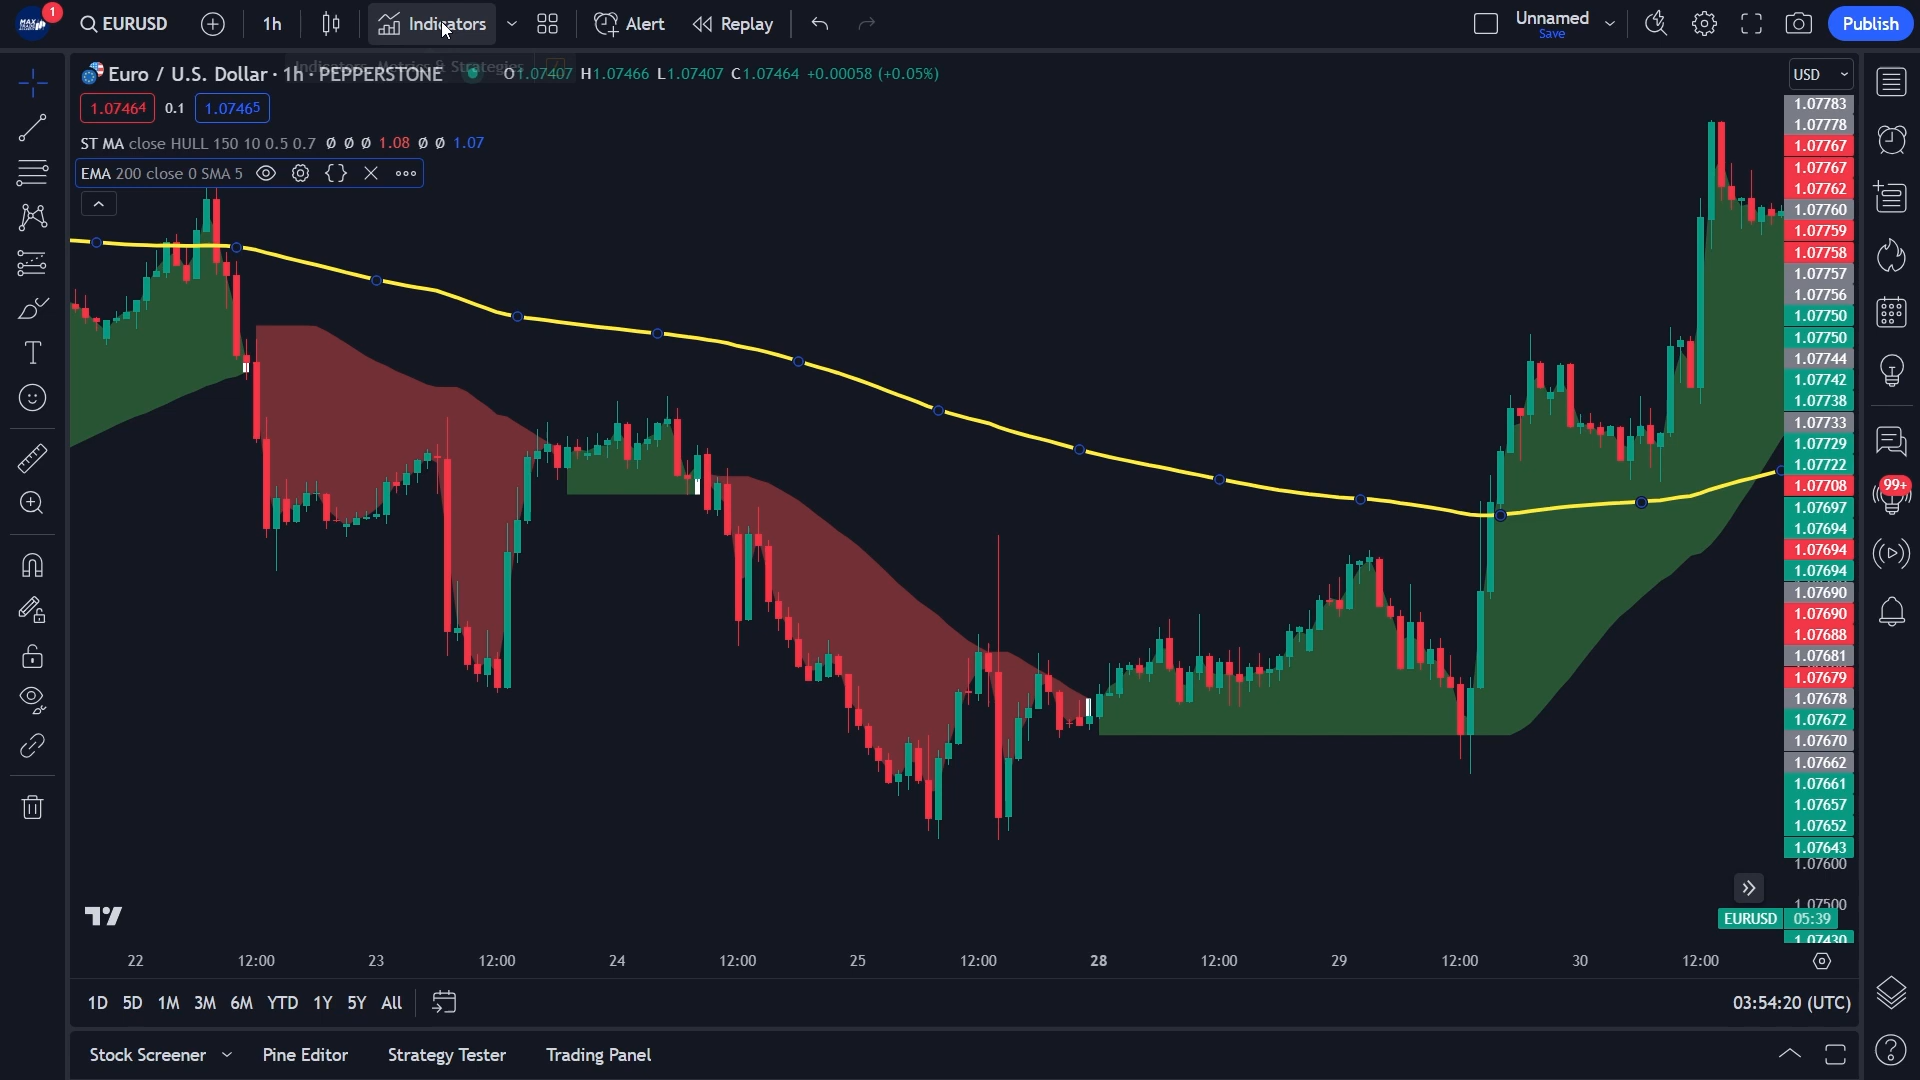 1
EURUSD
1h
Indicators
Alert
Replay
Unnamed
Save
Publish
Indicators, Metrics & Strategies /
Euro / U.S. Dollar · 1h · PEPPERSTONE O1.07407 H1.07466 L1.07407 C1.07464 +0.00058 (+0.05%)
USD
1.07464 0.1 1.07465
ST MA close HULL 150 10 0.5 0.7 Ø Ø Ø 1.08 Ø Ø 1.07
EMA 200 close 0 SMA 5
1.07783
1.07778
1.07767
1.07767
1.07762
1.07760
1.07759
1.07758
1.07757
1.07756
1.07750
1.07750
1.07744
1.07742
1.07738
1.07733
1.07729
1.07722
1.07708
1.07697
1.07694
1.07694
1.07694
1.07690
1.07690
1.07688
1.07681
1.07679
1.07678
1.07672
1.07670
1.07662
1.07661
1.07657
1.07652
1.07643
1.07600
1.07500
EURUSD 05:39
1.07430
99+
22 12:00 23 12:00 24 12:00 25 12:00 28 12:00 29 12:00 30 12:00
1D 5D 1M 3M 6M YTD 1Y 5Y All
03:54:20 (UTC)
Stock Screener Pine Editor Strategy Tester Trading Panel